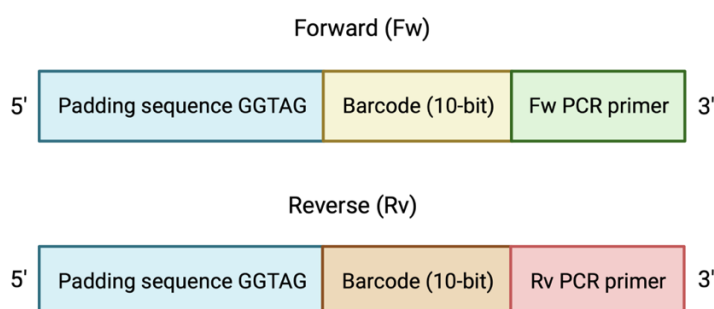 Forward (Fw)
5' Padding sequence GGTAG Barcode (10-bit) Fw PCR primer 3'
Reverse (Rv)
5' Padding sequence GGTAG Barcode (10-bit) Rv PCR primer 3'